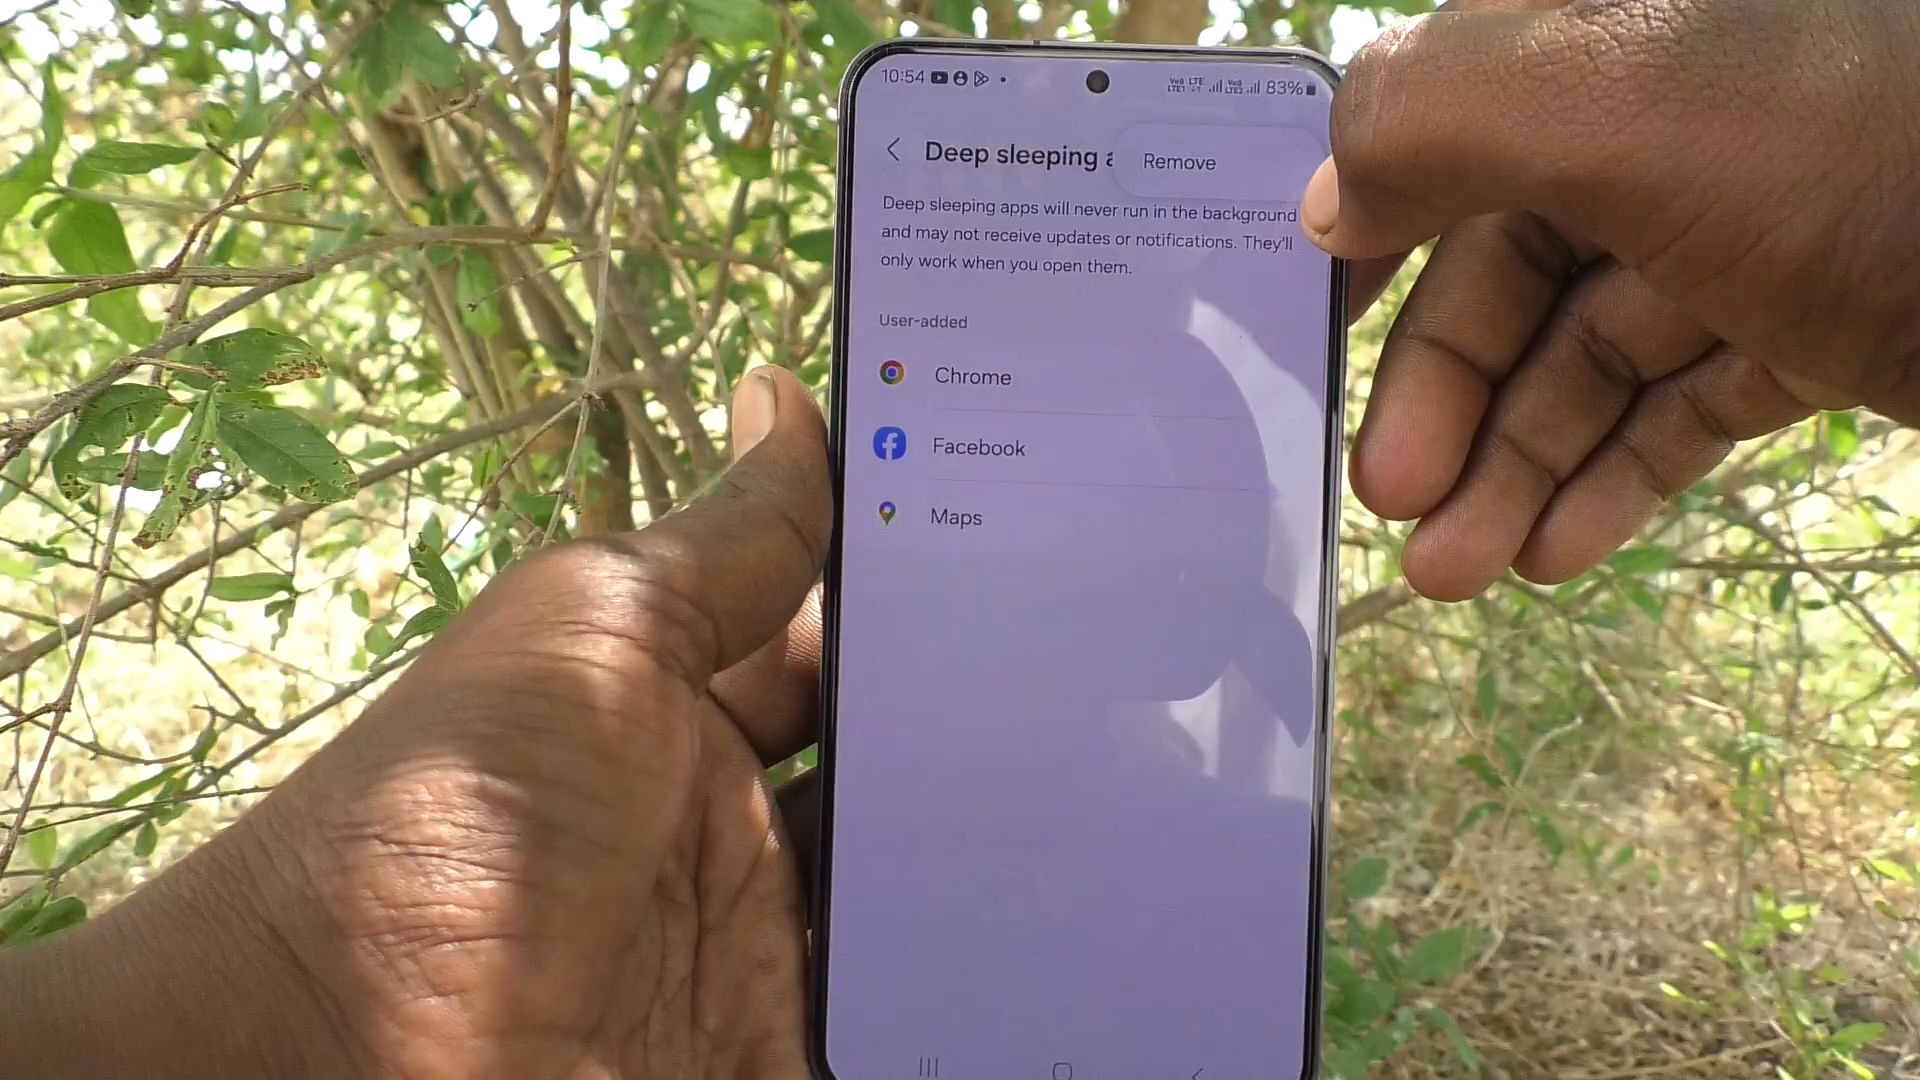 10:54
83%
Deep sleeping
Remove
Deep sleeping apps will never run in the background
and may not receive updates or notifications. They'll
only work when you open them.
User-added
Chrome
Facebook
Maps